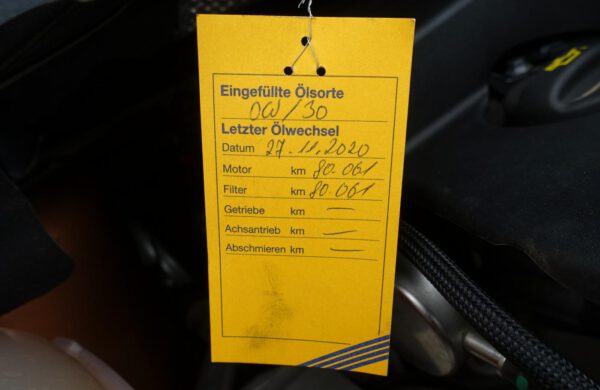 Eingefüllte Ölsorte
0W/30
Letzter Ölwechsel
Datum 27.11.2020
Motor km 80.061
Filter km 80.061
Getriebe km —
Achsantrieb km —
Abschmieren km —